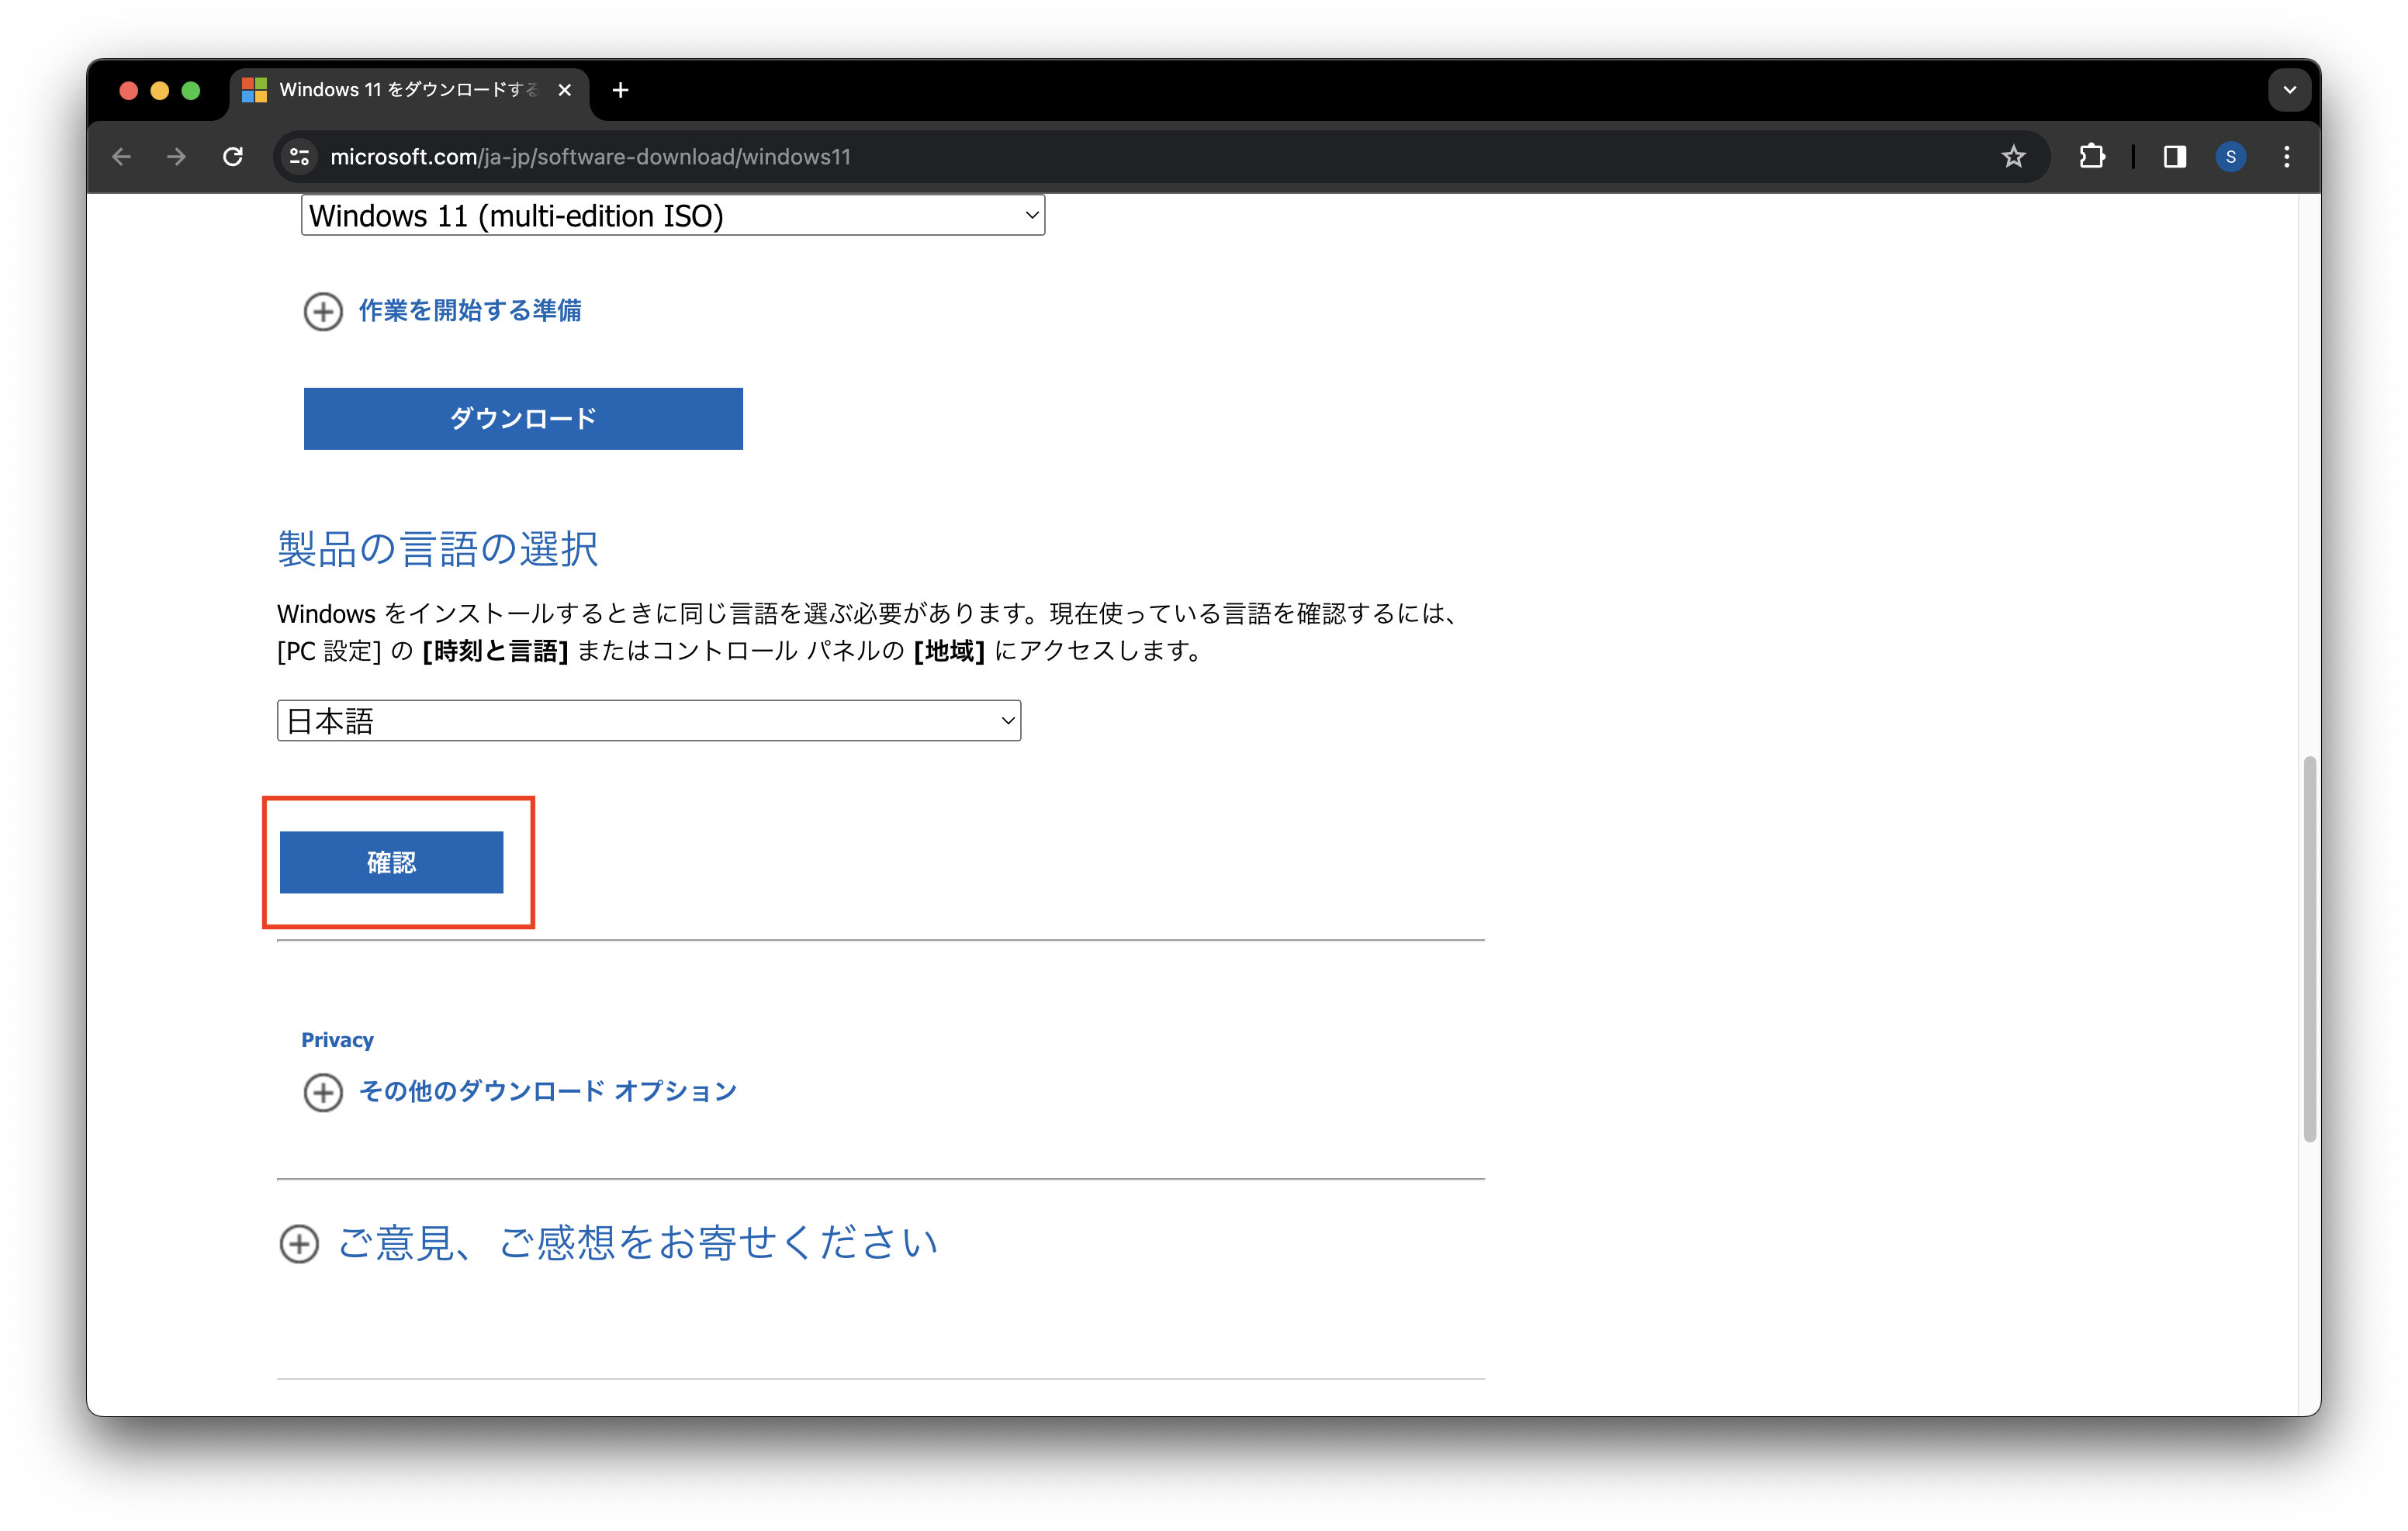 Windows 11 をダウンロードする
microsoft.com/ja-jp/software-download/windows11
S
Windows 11 (multi-edition ISO)
作業を開始する準備
ダウンロード
製品の言語の選択
Windows をインストールするときに同じ言語を選ぶ必要があります。現在使っている言語を確認するには、
[PC 設定] の [時刻と言語] またはコントロール パネルの [地域] にアクセスします。
日本語
確認
Privacy
その他のダウンロード オプション
ご意見、ご感想をお寄せください